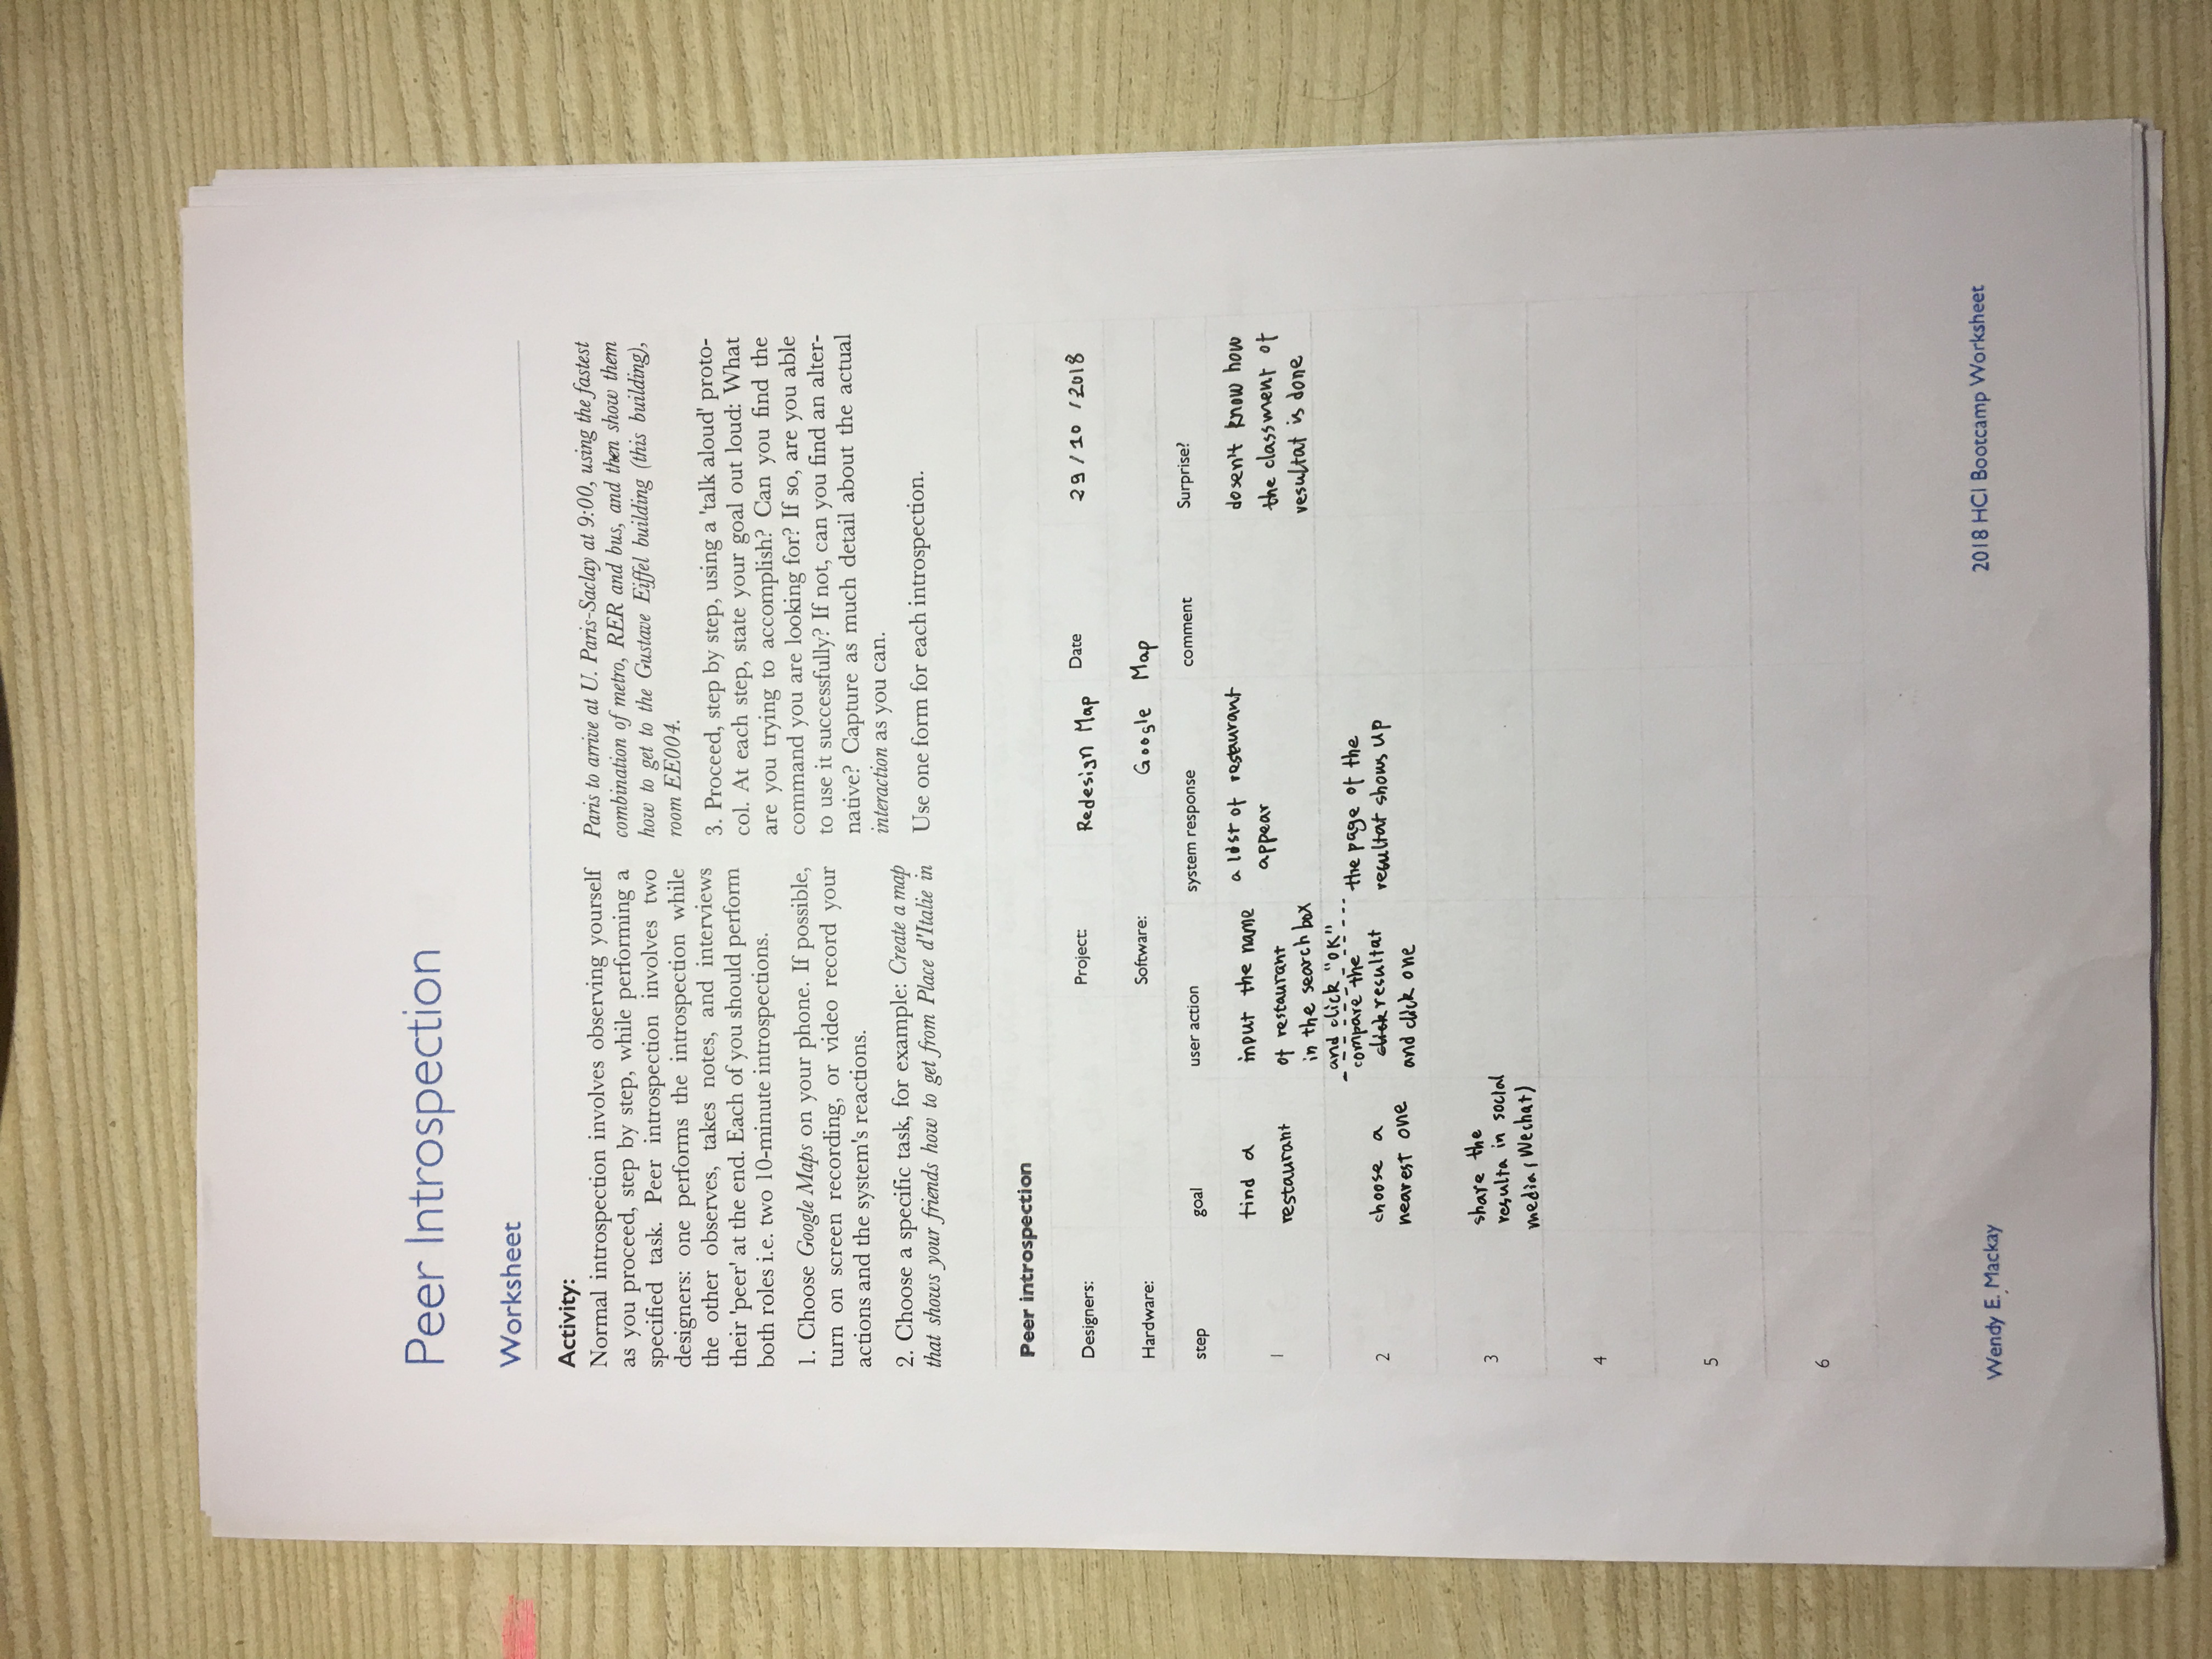 Peer Introspection
Worksheet
Activity:
Normal introspection involves observing yourself
as you proceed, step by step, while performing a
specified task. Peer introspection involves two
designers: one performs the introspection while
the other observes, takes notes, and interviews
their 'peer' at the end. Each of you should perform
both roles i.e. two 10-minute introspections.
1. Choose Google Maps on your phone. If possible,
turn on screen recording, or video record your
actions and the system's reactions.
2. Choose a specific task, for example: Create a map
that shows your friends how to get from Place d'Italie in
Paris to arrive at U. Paris-Saclay at 9:00, using the fastest
combination of metro, RER and bus, and then show them
how to get to the Gustave Eiffel building (this building),
room EE004.
3. Proceed, step by step, using a 'talk aloud' proto-
col. At each step, state your goal out loud: What
are you trying to accomplish? Can you find the
command you are looking for? If so, are you able
to use it successfully? If not, can you find an alter-
native? Capture as much detail about the actual
interaction as you can.
Use one form for each introspection.
Peer introspection
Designers: Project: Redesign Map Date 29/10/2018
Hardware: Software: Google Map
step goal user action system response comment Surprise?
1
find a
restaurant
input the name
of restaurant
in the search box
and click "OK"
a list of restaurant
appear
dosen't know how
the classment of
resultat is done
2
choose a
nearest one
compare the
click resultat
and click one
the page of the
resultat shows up
3
share the
resulta in social
media (Wechat)
4
5
6
Wendy E. Mackay
2018 HCI Bootcamp Worksheet